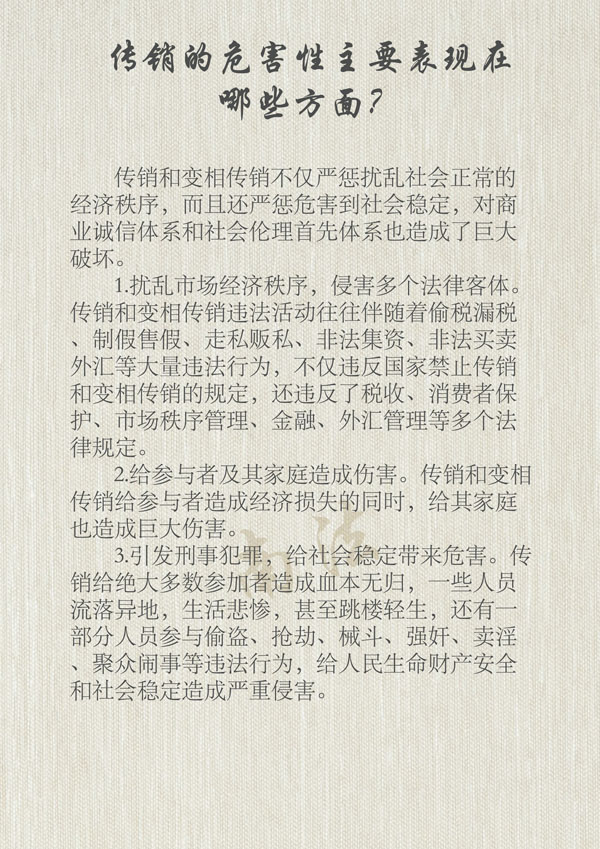 传销的危害性主要表现在
哪些方面?
传销和变相传销不仅严惩扰乱社会正常的
经济秩序，而且还严惩危害到社会稳定，对商
业诚信体系和社会伦理首先体系也造成了巨大
破坏。
1.扰乱市场经济秩序，侵害多个法律客体。
传销和变相传销违法活动往往伴随着偷税漏税
、制假售假、走私贩私、非法集资、非法买卖
外汇等大量违法行为，不仅违反国家禁止传销
和变相传销的规定，还违反了税收、消费者保
护、市场秩序管理、金融、外汇管理等多个法
律规定。
2.给参与者及其家庭造成伤害。传销和变相
传销给参与者造成经济损失的同时，给其家庭
也造成巨大伤害。
3.引发刑事犯罪，给社会稳定带来危害。传
销给绝大多数参加者造成血本无归，一些人员
流落异地，生活悲惨，甚至跳楼轻生，还有一
部分人员参与偷盗、抢劫、械斗、强奸、卖淫
、聚众闹事等违法行为，给人民生命财产安全
和社会稳定造成严重侵害。